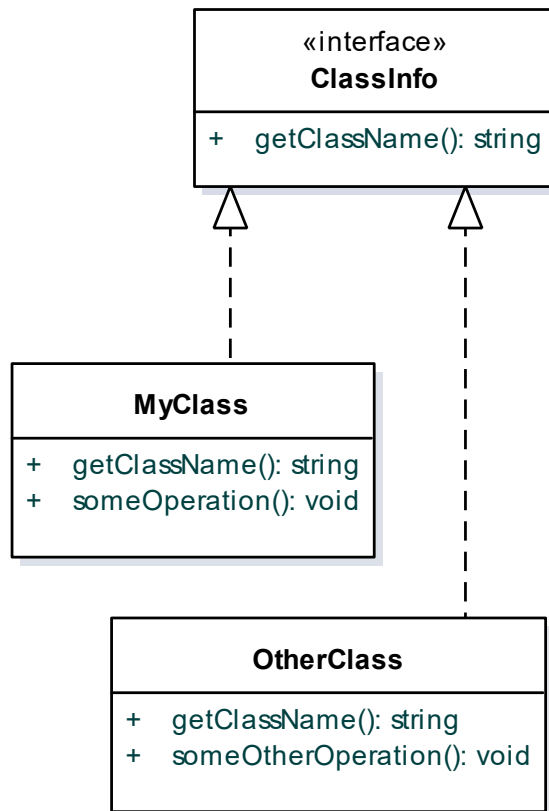 «interface»
ClassInfo
+ getClassName(): string
MyClass
+ getClassName(): string
+ someOperation(): void
OtherClass
+ getClassName(): string
+ someOtherOperation(): void